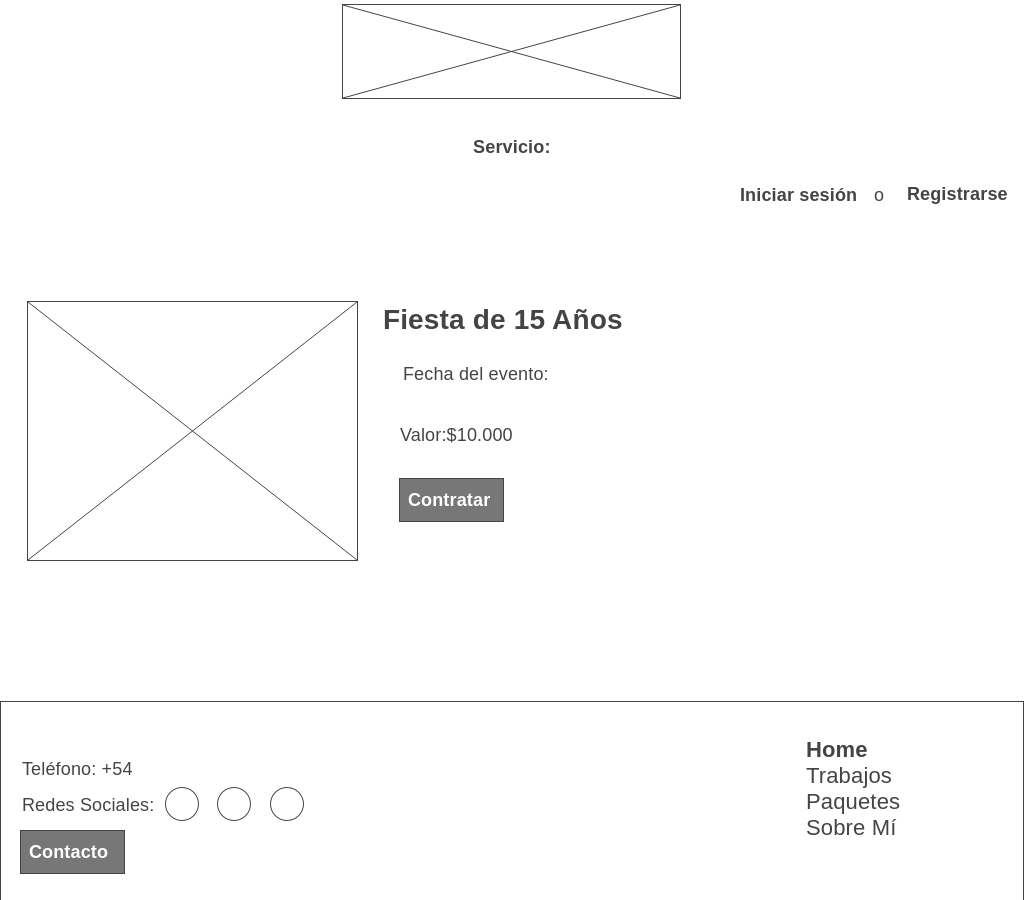 Servicio:
Iniciar sesión o Registrarse
Fiesta de 15 Años
Fecha del evento:
Valor:$10.000
Contratar
Teléfono: +54
Redes Sociales:
Contacto
Home
Trabajos
Paquetes
Sobre Mí